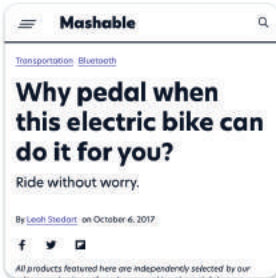 Mashable
Transportation Bluetooth
Why pedal when
this electric bike can
do it for you?
Ride without worry.
By Leah Stodart on October 6, 2017
All products featured here are independently selected by our